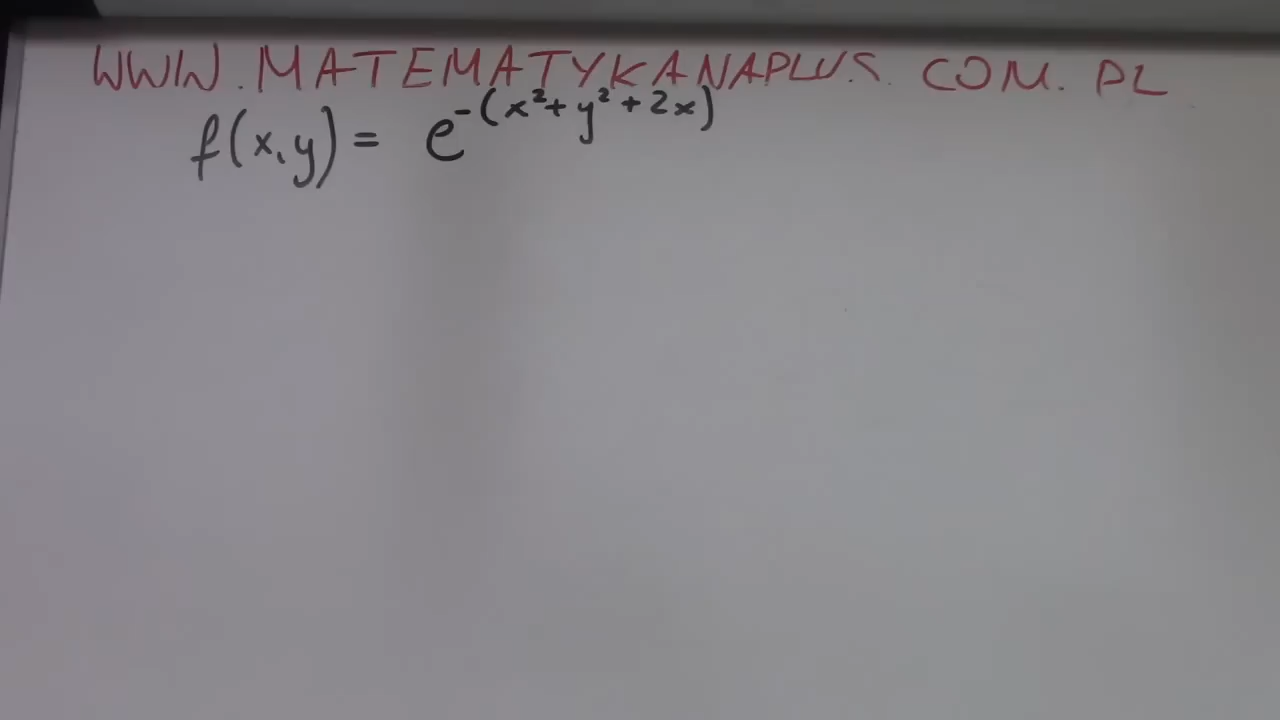 WWW.MATEMATYKANAPLUS.COM.PL
f(x,y) = e^-(x²+y²+2x)